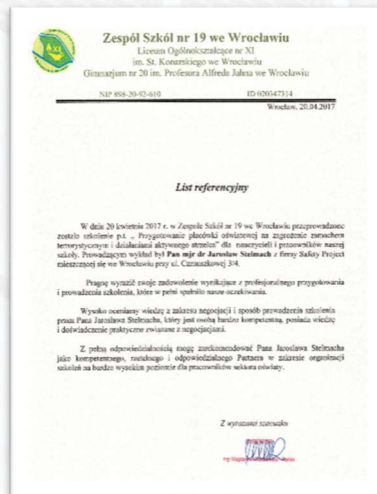 Zespół Szkół nr 19 we Wrocławiu
Liceum Ogólnokształcące nr XI
im. St. Konarskiego we Wrocławiu
Gimnazjum nr 20 im. Profesora Alfreda Jahna we Wrocławiu
NIP 898-20-92-610 ID 020347314
Wrocław, 20.04.2017
List referencyjny
W dniu 20 kwietnia 2017 r. w Zespole Szkół nr 19 we Wrocławiu przeprowadzone
zostało szkolenie p.t. „ Przygotowanie placówki oświatowej na zagrożenie zamachem
terrorystycznym i działaniami aktywnego strzelca" dla nauczycieli i pracowników naszej
szkoły. Prowadzącym wykład był Pan mjr dr Jarosław Stelmach z firmy Safety Project
mieszczącej się we Wrocławiu przy ul. 3/4.
Pragnę wyrazić swoje zadowolenie wynikające z profesjonalnego przygotowania
i prowadzenia szkolenia, które w pełni spełniło nasze oczekiwania.
Wysoko oceniamy wiedzę z zakresu negocjacji i sposób prowadzenia szkolenia
przez Pana Jarosława Stelmacha, który jest osobą bardzo kompetentną, posiada wiedzę
i doświadczenie praktyczne związane z negocjacjami.
Z pełną odpowiedzialnością mogę zarekomendować Pana Jarosława Stelmacha
jako kompetentnego, rzetelnego i odpowiedzialnego Partnera w zakresie organizacji
szkoleń na bardzo wysokim poziomie dla pracowników sektora oświaty.
Z wyrazami szacunku